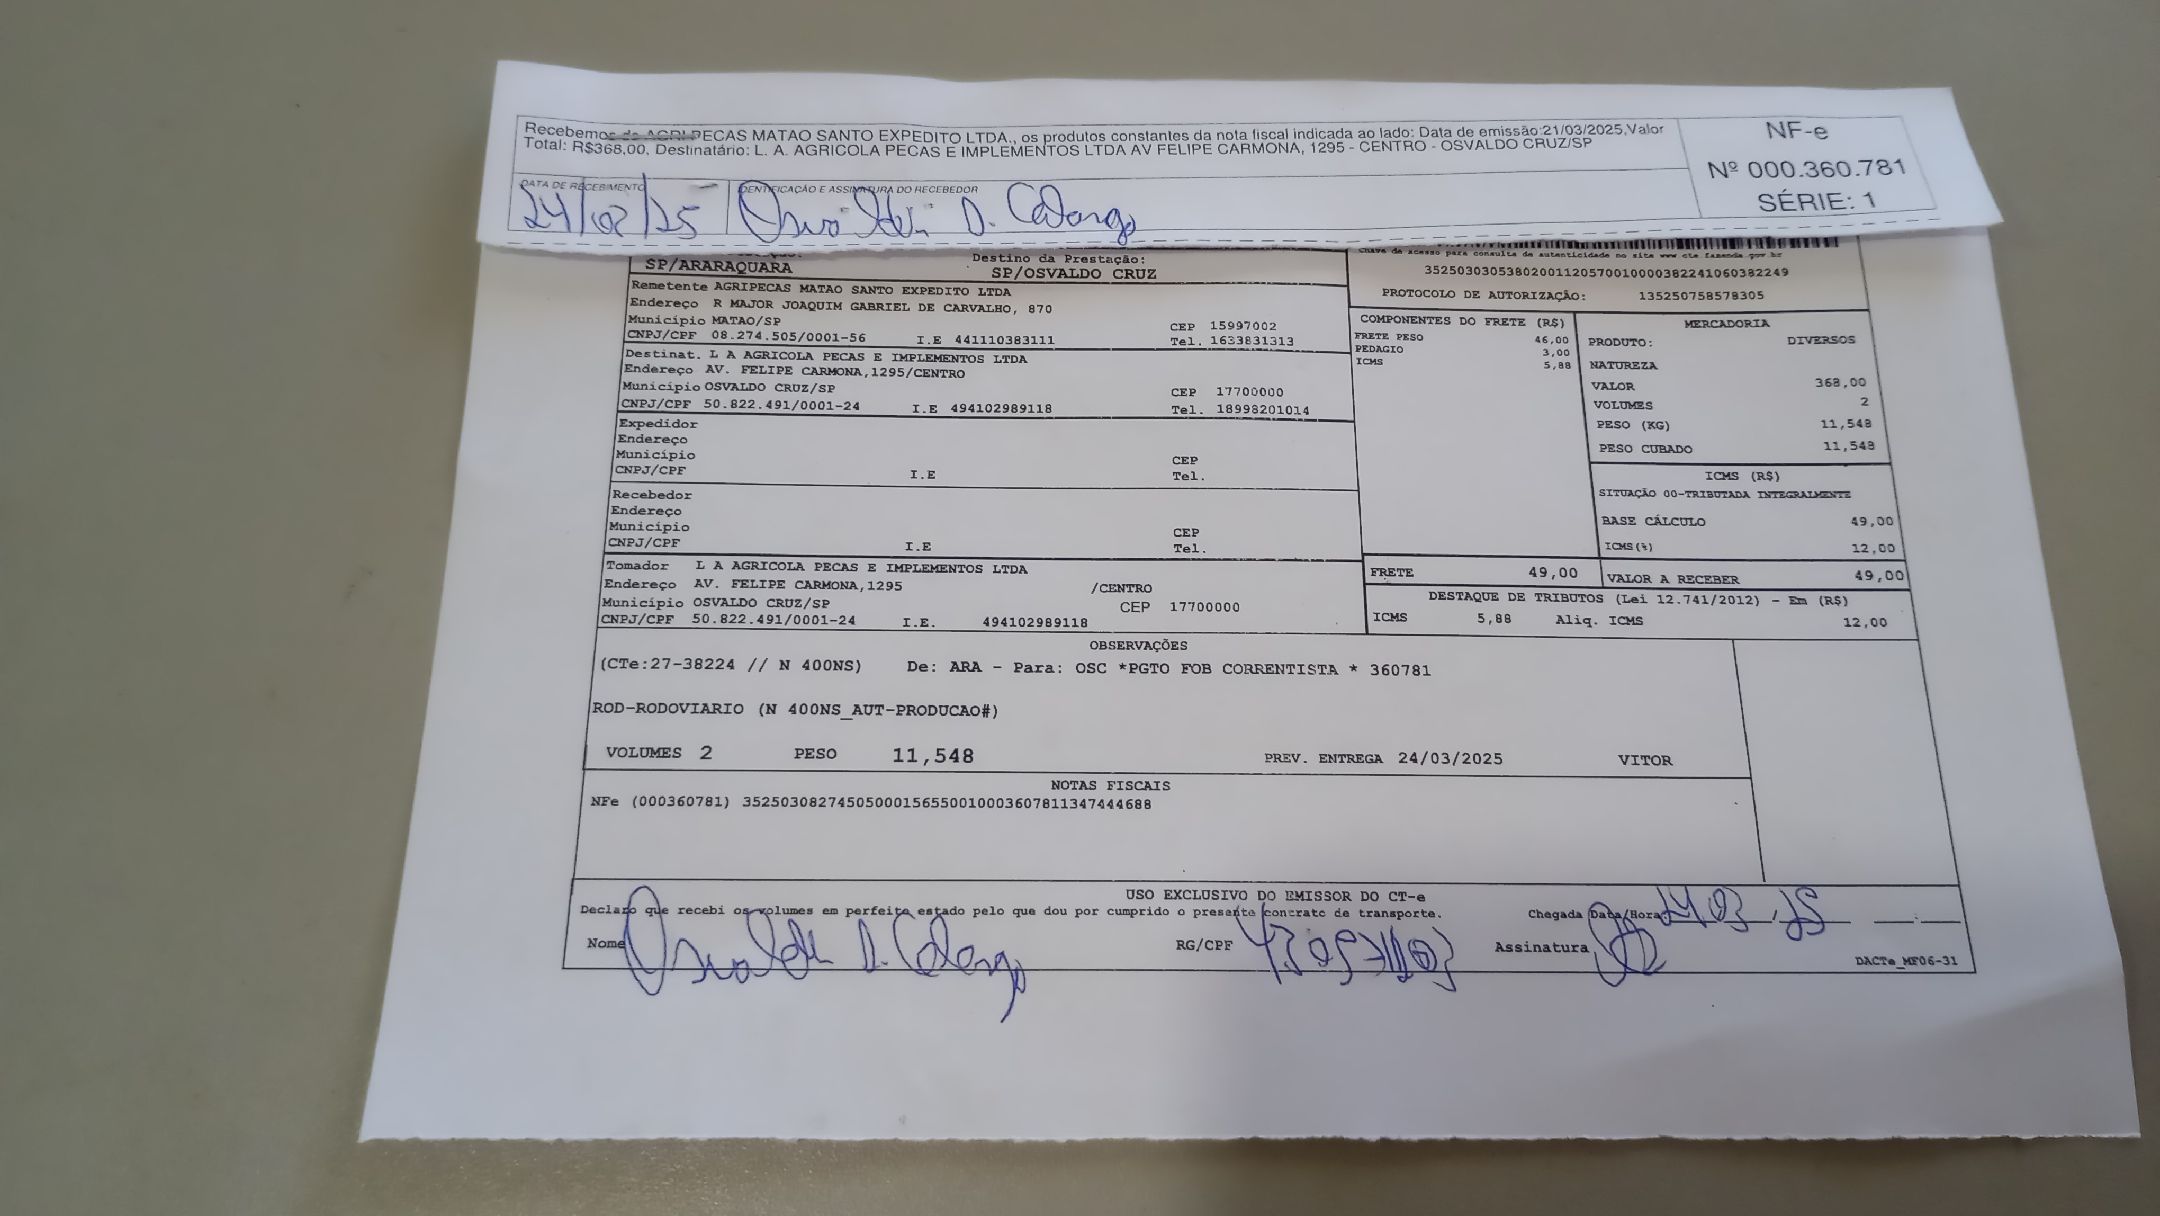 Recebemos de AGRIPECAS MATAO SANTO EXPEDITO LTDA., os produtos constantes da nota fiscal indicada ao lado: Data de emissão:21/03/2025,Valor
Total: R$368,00, Destinatário: L. A. AGRICOLA PECAS E IMPLEMENTOS LTDA AV FELIPE CARMONA, 1295 - CENTRO - OSVALDO CRUZ/SP
NF-e
Nº 000.360.781
SÉRIE: 1
DATA DE RECEBIMENTO
IDENTIFICAÇÃO E ASSINATURA DO RECEBEDOR
Destino da Prestação:
SP/ARARAQUARA SP/OSVALDO CRUZ
Chave de acesso para consulta de autenticidade no site www cte fazenda.gov.br
35250303053802001120570010000382241060382249
PROTOCOLO DE AUTORIZAÇÃO: 135250758578305
Remetente AGRIPECAS MATAO SANTO EXPEDITO LTDA
Endereço R MAJOR JOAQUIM GABRIEL DE CARVALHO, 870
Município MATAO/SP CEP 15997002
CNPJ/CPF 08.274.505/0001-56 I.E 441110383111 Tel. 1633831313
Destinat. L A AGRICOLA PECAS E IMPLEMENTOS LTDA
Endereço AV. FELIPE CARMONA,1295/CENTRO
Município OSVALDO CRUZ/SP CEP 17700000
CNPJ/CPF 50.822.491/0001-24 I.E 494102989118 Tel. 18998201014
Expedidor
Endereço
Município CEP
CNPJ/CPF I.E Tel.
Recebedor
Endereço
Município CEP
CNPJ/CPF I.E Tel.
Tomador L A AGRICOLA PECAS E IMPLEMENTOS LTDA
Endereço AV. FELIPE CARMONA,1295 /CENTRO
Município OSVALDO CRUZ/SP CEP 17700000
CNPJ/CPF 50.822.491/0001-24 I.E. 494102989118
COMPONENTES DO FRETE (R$)
FRETE PESO 46,00
PEDAGIO 3,00
ICMS 5,88
MERCADORIA
PRODUTO: DIVERSOS
NATUREZA
VALOR 368,00
VOLUMES 2
PESO (KG) 11,548
PESO CUBADO 11,548
ICMS (R$)
SITUAÇÃO 00-TRIBUTADA INTEGRALMENTE
BASE CÁLCULO 49,00
ICMS(%) 12,00
FRETE 49,00 VALOR A RECEBER 49,00
DESTAQUE DE TRIBUTOS (Lei 12.741/2012) - Em (R$)
ICMS 5,88 Aliq. ICMS 12,00
OBSERVAÇÕES
(CTe:27-38224 // N 400NS) De: ARA - Para: OSC *PGTO FOB CORRENTISTA * 360781
ROD-RODOVIARIO (N 400NS_AUT-PRODUCAO#)
VOLUMES 2 PESO 11,548 PREV. ENTREGA 24/03/2025 VITOR
NOTAS FISCAIS
NFe (000360781) 35250308274505000156550010003607811347444688
USO EXCLUSIVO DO EMISSOR DO CT-e
Declaro que recebi os volumes em perfeito estado pelo que dou por cumprido o presente contrato de transporte.
Chegada Data/Hora: 24 03 25
Nome RG/CPF Assinatura
DACTe_MF06-31